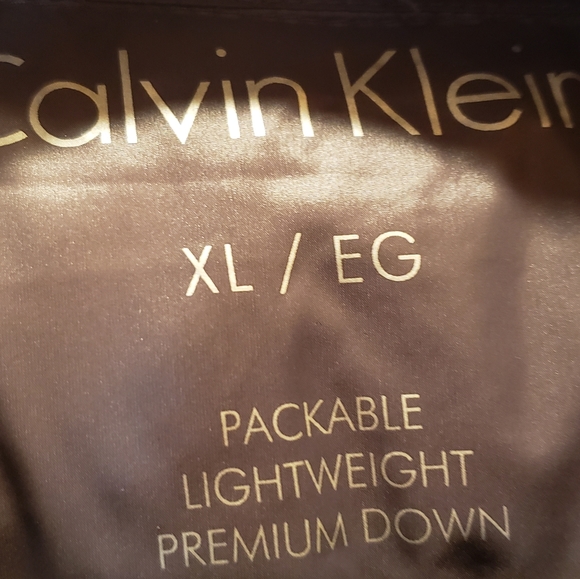 Calvin Klein
XL / EG
PACKABLE
LIGHTWEIGHT
PREMIUM DOWN